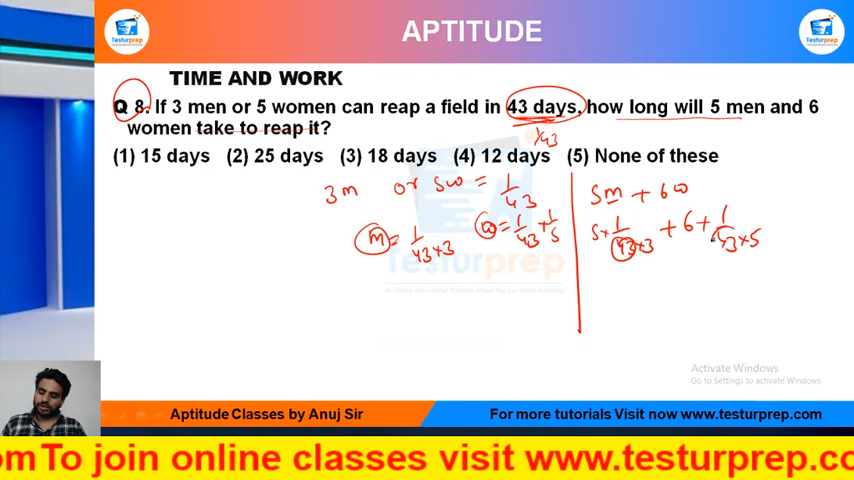 APTITUDE
Testurprep
Testurprep
TIME AND WORK
Q 8. If 3 men or 5 women can reap a field in 43 days, how long will 5 men and 6
women take to reap it?
(1) 15 days (2) 25 days (3) 18 days (4) 12 days (5) None of these
1/43
3m or 5w = 1/43
m = 1/43×3 w = 1/43 + 1/5
5m + 6w
5× 1/43×3 + 6 + 1/43×5
Testurprep
Activate Windows
Go to Settings to activate Windows.
Aptitude Classes by Anuj Sir For more tutorials Visit now www.testurprep.com
om To join online classes visit www.testurprep.co